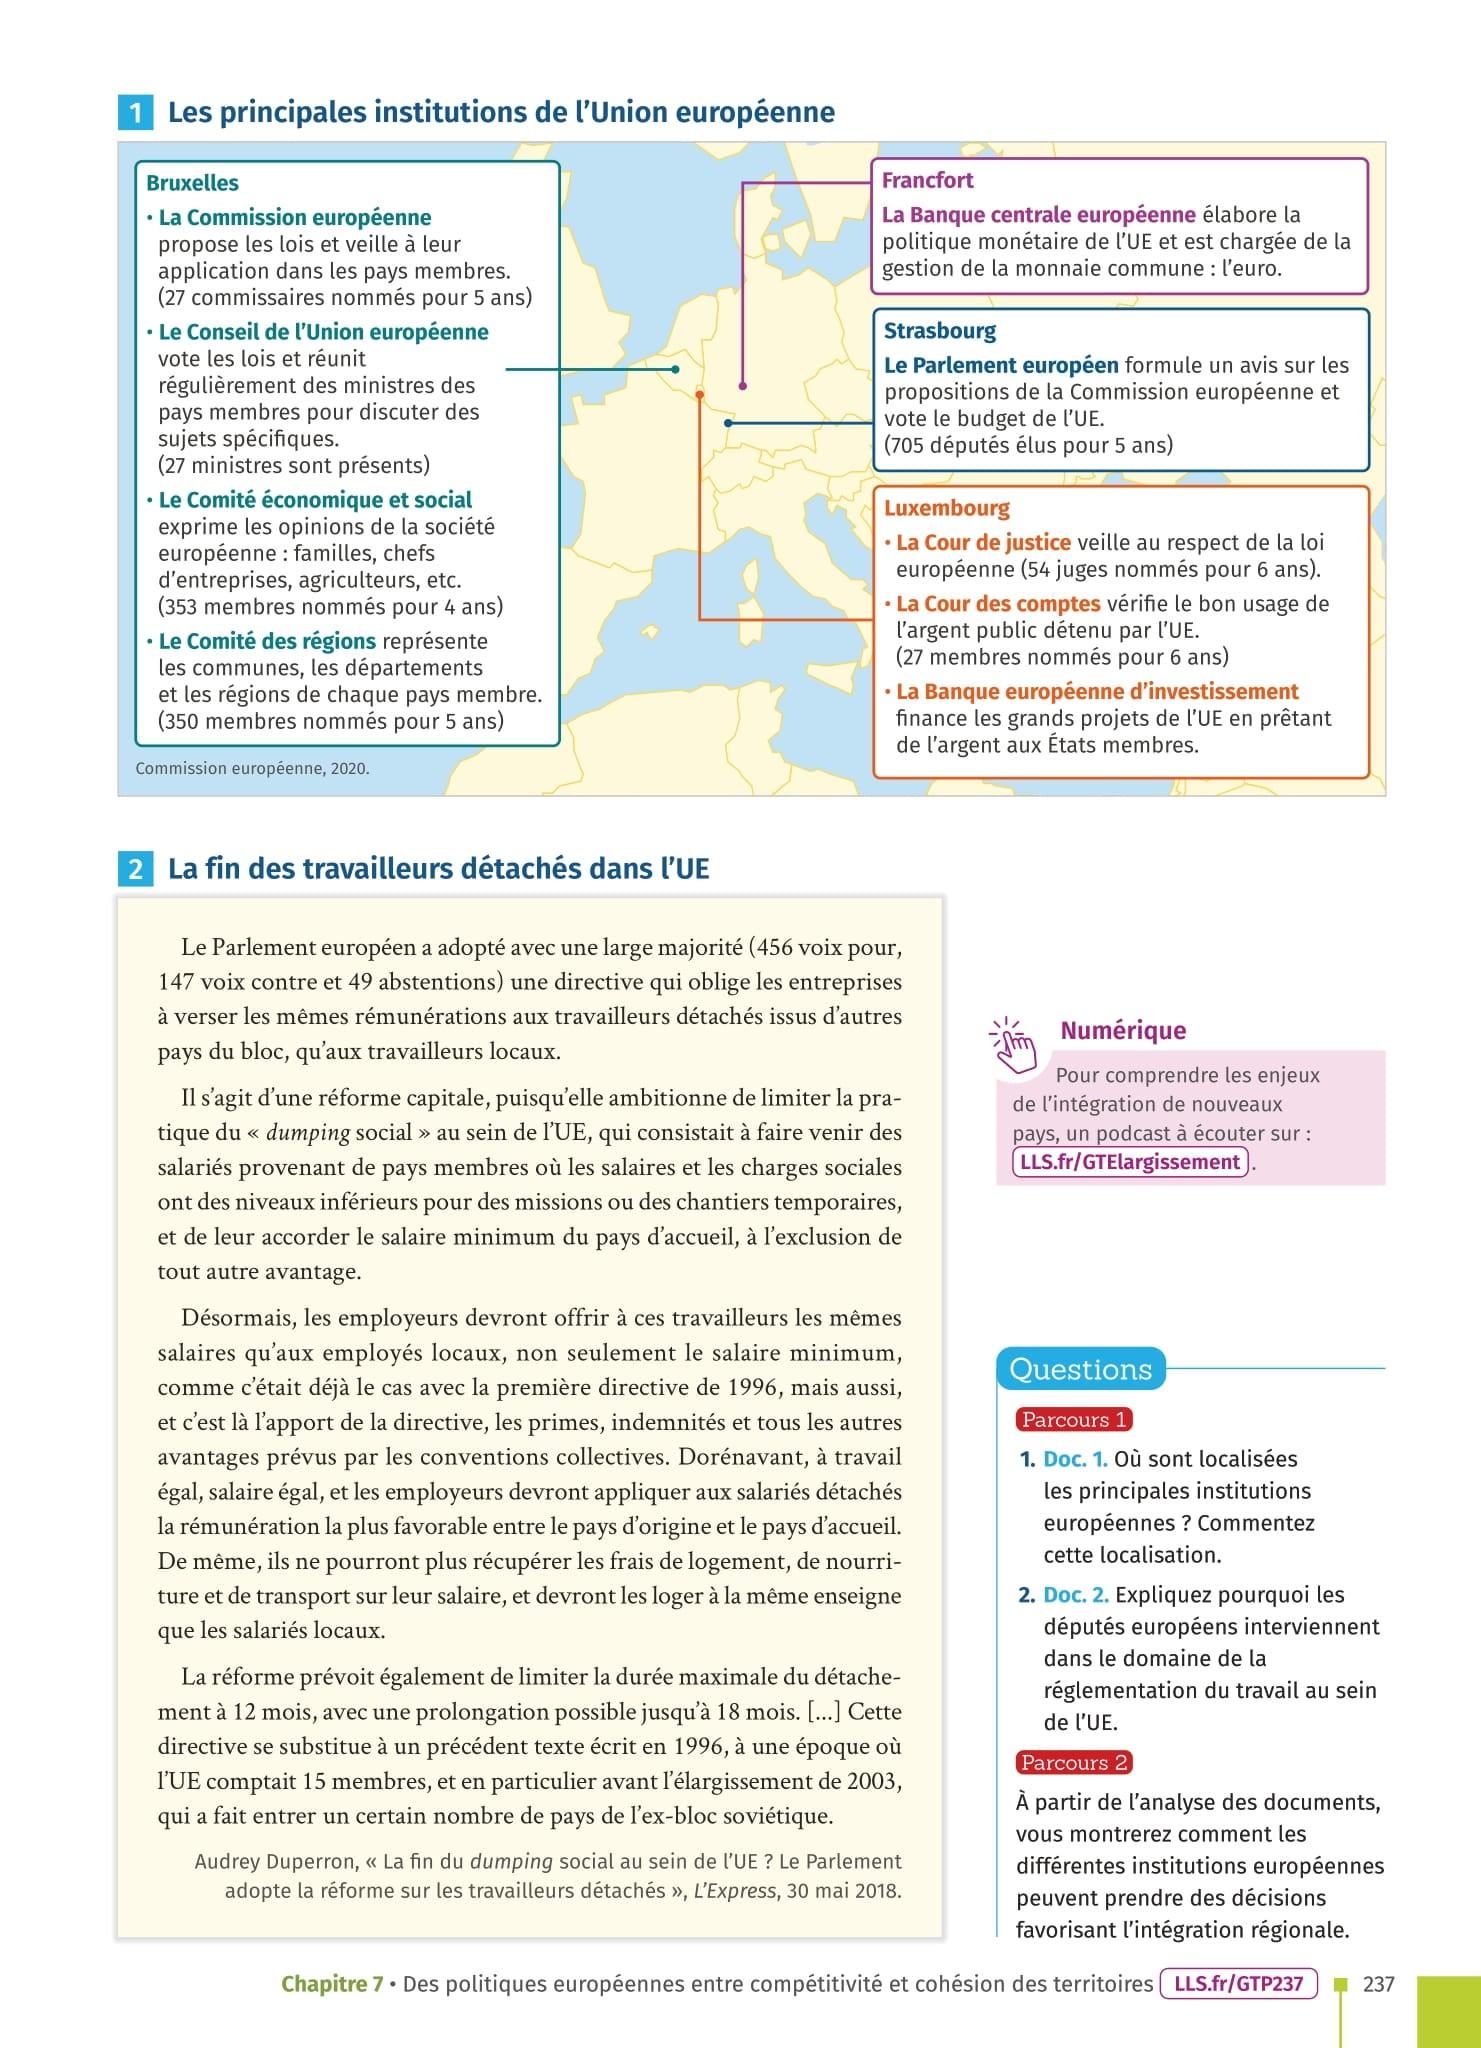 1 Les principales institutions de l’Union européenne
Bruxelles
• La Commission européenne
propose les lois et veille à leur
application dans les pays membres.
(27 commissaires nommés pour 5 ans)
• Le Conseil de l’Union européenne
vote les lois et réunit
régulièrement des ministres des
pays membres pour discuter des
sujets spécifiques.
(27 ministres sont présents)
• Le Comité économique et social
exprime les opinions de la société
européenne : familles, chefs
d’entreprises, agriculteurs, etc.
(353 membres nommés pour 4 ans)
• Le Comité des régions représente
les communes, les départements
et les régions de chaque pays membre.
(350 membres nommés pour 5 ans)
Commission européenne, 2020.
Francfort
La Banque centrale européenne élabore la
politique monétaire de l’UE et est chargée de la
gestion de la monnaie commune : l’euro.
Strasbourg
Le Parlement européen formule un avis sur les
propositions de la Commission européenne et
vote le budget de l’UE.
(705 députés élus pour 5 ans)
Luxembourg
• La Cour de justice veille au respect de la loi
européenne (54 juges nommés pour 6 ans).
• La Cour des comptes vérifie le bon usage de
l’argent public détenu par l’UE.
(27 membres nommés pour 6 ans)
• La Banque européenne d’investissement
finance les grands projets de l’UE en prêtant
de l’argent aux États membres.
2 La fin des travailleurs détachés dans l’UE
Le Parlement européen a adopté avec une large majorité (456 voix pour,
147 voix contre et 49 abstentions) une directive qui oblige les entreprises
à verser les mêmes rémunérations aux travailleurs détachés issus d’autres
pays du bloc, qu’aux travailleurs locaux.
Il s’agit d’une réforme capitale, puisqu’elle ambitionne de limiter la pra-
tique du « dumping social » au sein de l’UE, qui consistait à faire venir des
salariés provenant de pays membres où les salaires et les charges sociales
ont des niveaux inférieurs pour des missions ou des chantiers temporaires,
et de leur accorder le salaire minimum du pays d’accueil, à l’exclusion de
tout autre avantage.
Désormais, les employeurs devront offrir à ces travailleurs les mêmes
salaires qu’aux employés locaux, non seulement le salaire minimum,
comme c’était déjà le cas avec la première directive de 1996, mais aussi,
et c’est là l’apport de la directive, les primes, indemnités et tous les autres
avantages prévus par les conventions collectives. Dorénavant, à travail
égal, salaire égal, et les employeurs devront appliquer aux salariés détachés
la rémunération la plus favorable entre le pays d’origine et le pays d’accueil.
De même, ils ne pourront plus récupérer les frais de logement, de nourri-
ture et de transport sur leur salaire, et devront les loger à la même enseigne
que les salariés locaux.
La réforme prévoit également de limiter la durée maximale du détache-
ment à 12 mois, avec une prolongation possible jusqu’à 18 mois. [...] Cette
directive se substitue à un précédent texte écrit en 1996, à une époque où
l’UE comptait 15 membres, et en particulier avant l’élargissement de 2003,
qui a fait entrer un certain nombre de pays de l’ex-bloc soviétique.
Audrey Duperron, « La fin du dumping social au sein de l’UE ? Le Parlement
adopte la réforme sur les travailleurs détachés », L’Express, 30 mai 2018.
Numérique
Pour comprendre les enjeux
de l’intégration de nouveaux
pays, un podcast à écouter sur :
LLS.fr/GTElargissement .
Questions
Parcours 1
1. Doc. 1. Où sont localisées
les principales institutions
européennes ? Commentez
cette localisation.
2. Doc. 2. Expliquez pourquoi les
députés européens interviennent
dans le domaine de la
réglementation du travail au sein
de l’UE.
Parcours 2
À partir de l’analyse des documents,
vous montrerez comment les
différentes institutions européennes
peuvent prendre des décisions
favorisant l’intégration régionale.
Chapitre 7 • Des politiques européennes entre compétitivité et cohésion des territoires LLS.fr/GTP237 237